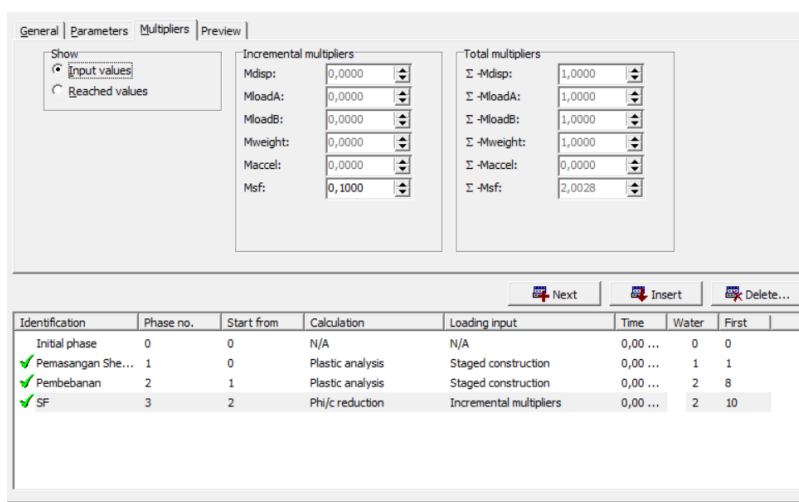 General Parameters Multipliers Preview
Show
Input values
Reached values
Incremental multipliers
Mdisp: 0,0000
MloadA: 0,0000
MloadB: 0,0000
Mweight: 0,0000
Maccel: 0,0000
Msf: 0,1000
Total multipliers
Σ -Mdisp: 1,0000
Σ -MloadA: 1,0000
Σ -MloadB: 1,0000
Σ -Mweight: 1,0000
Σ -Maccel: 0,0000
Σ -Msf: 2,0028
Next Insert Delete...
Identification Phase no. Start from Calculation Loading input Time Water First
Initial phase 0 0 N/A N/A 0,00 ... 0 0
Pemasangan She... 1 0 Plastic analysis Staged construction 0,00 ... 1 1
Pembebanan 2 1 Plastic analysis Staged construction 0,00 ... 2 8
SF 3 2 Phi/c reduction Incremental multipliers 0,00 ... 2 10